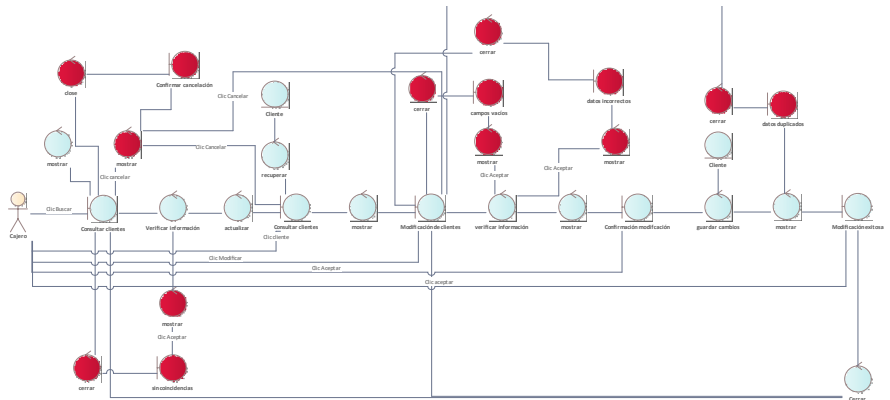 cerrar
close
Confirmar cancelación
Clic Cancelar
Cliente
cerrar
campos vacíos
datos incorrectos
cerrar
datos duplicados
mostrar
mostrar
Clic Cancelar
mostrar
mostrar
Clic cancelar
recuperar
Clic Aceptar
Clic Aceptar
Cliente
Clic Buscar
Cajero
Consultar clientes
Verificar Información
actualizar
Consultar clientes
mostrar
Modificación de clientes
verificar información
mostrar
Confirmación modificación
guardar cambios
mostrar
Modificación exitosa
Clic cliente
Clic Modificar
Clic Aceptar
Clic aceptar
mostrar
Clic Aceptar
cerrar
sin coincidencias
Cerrar